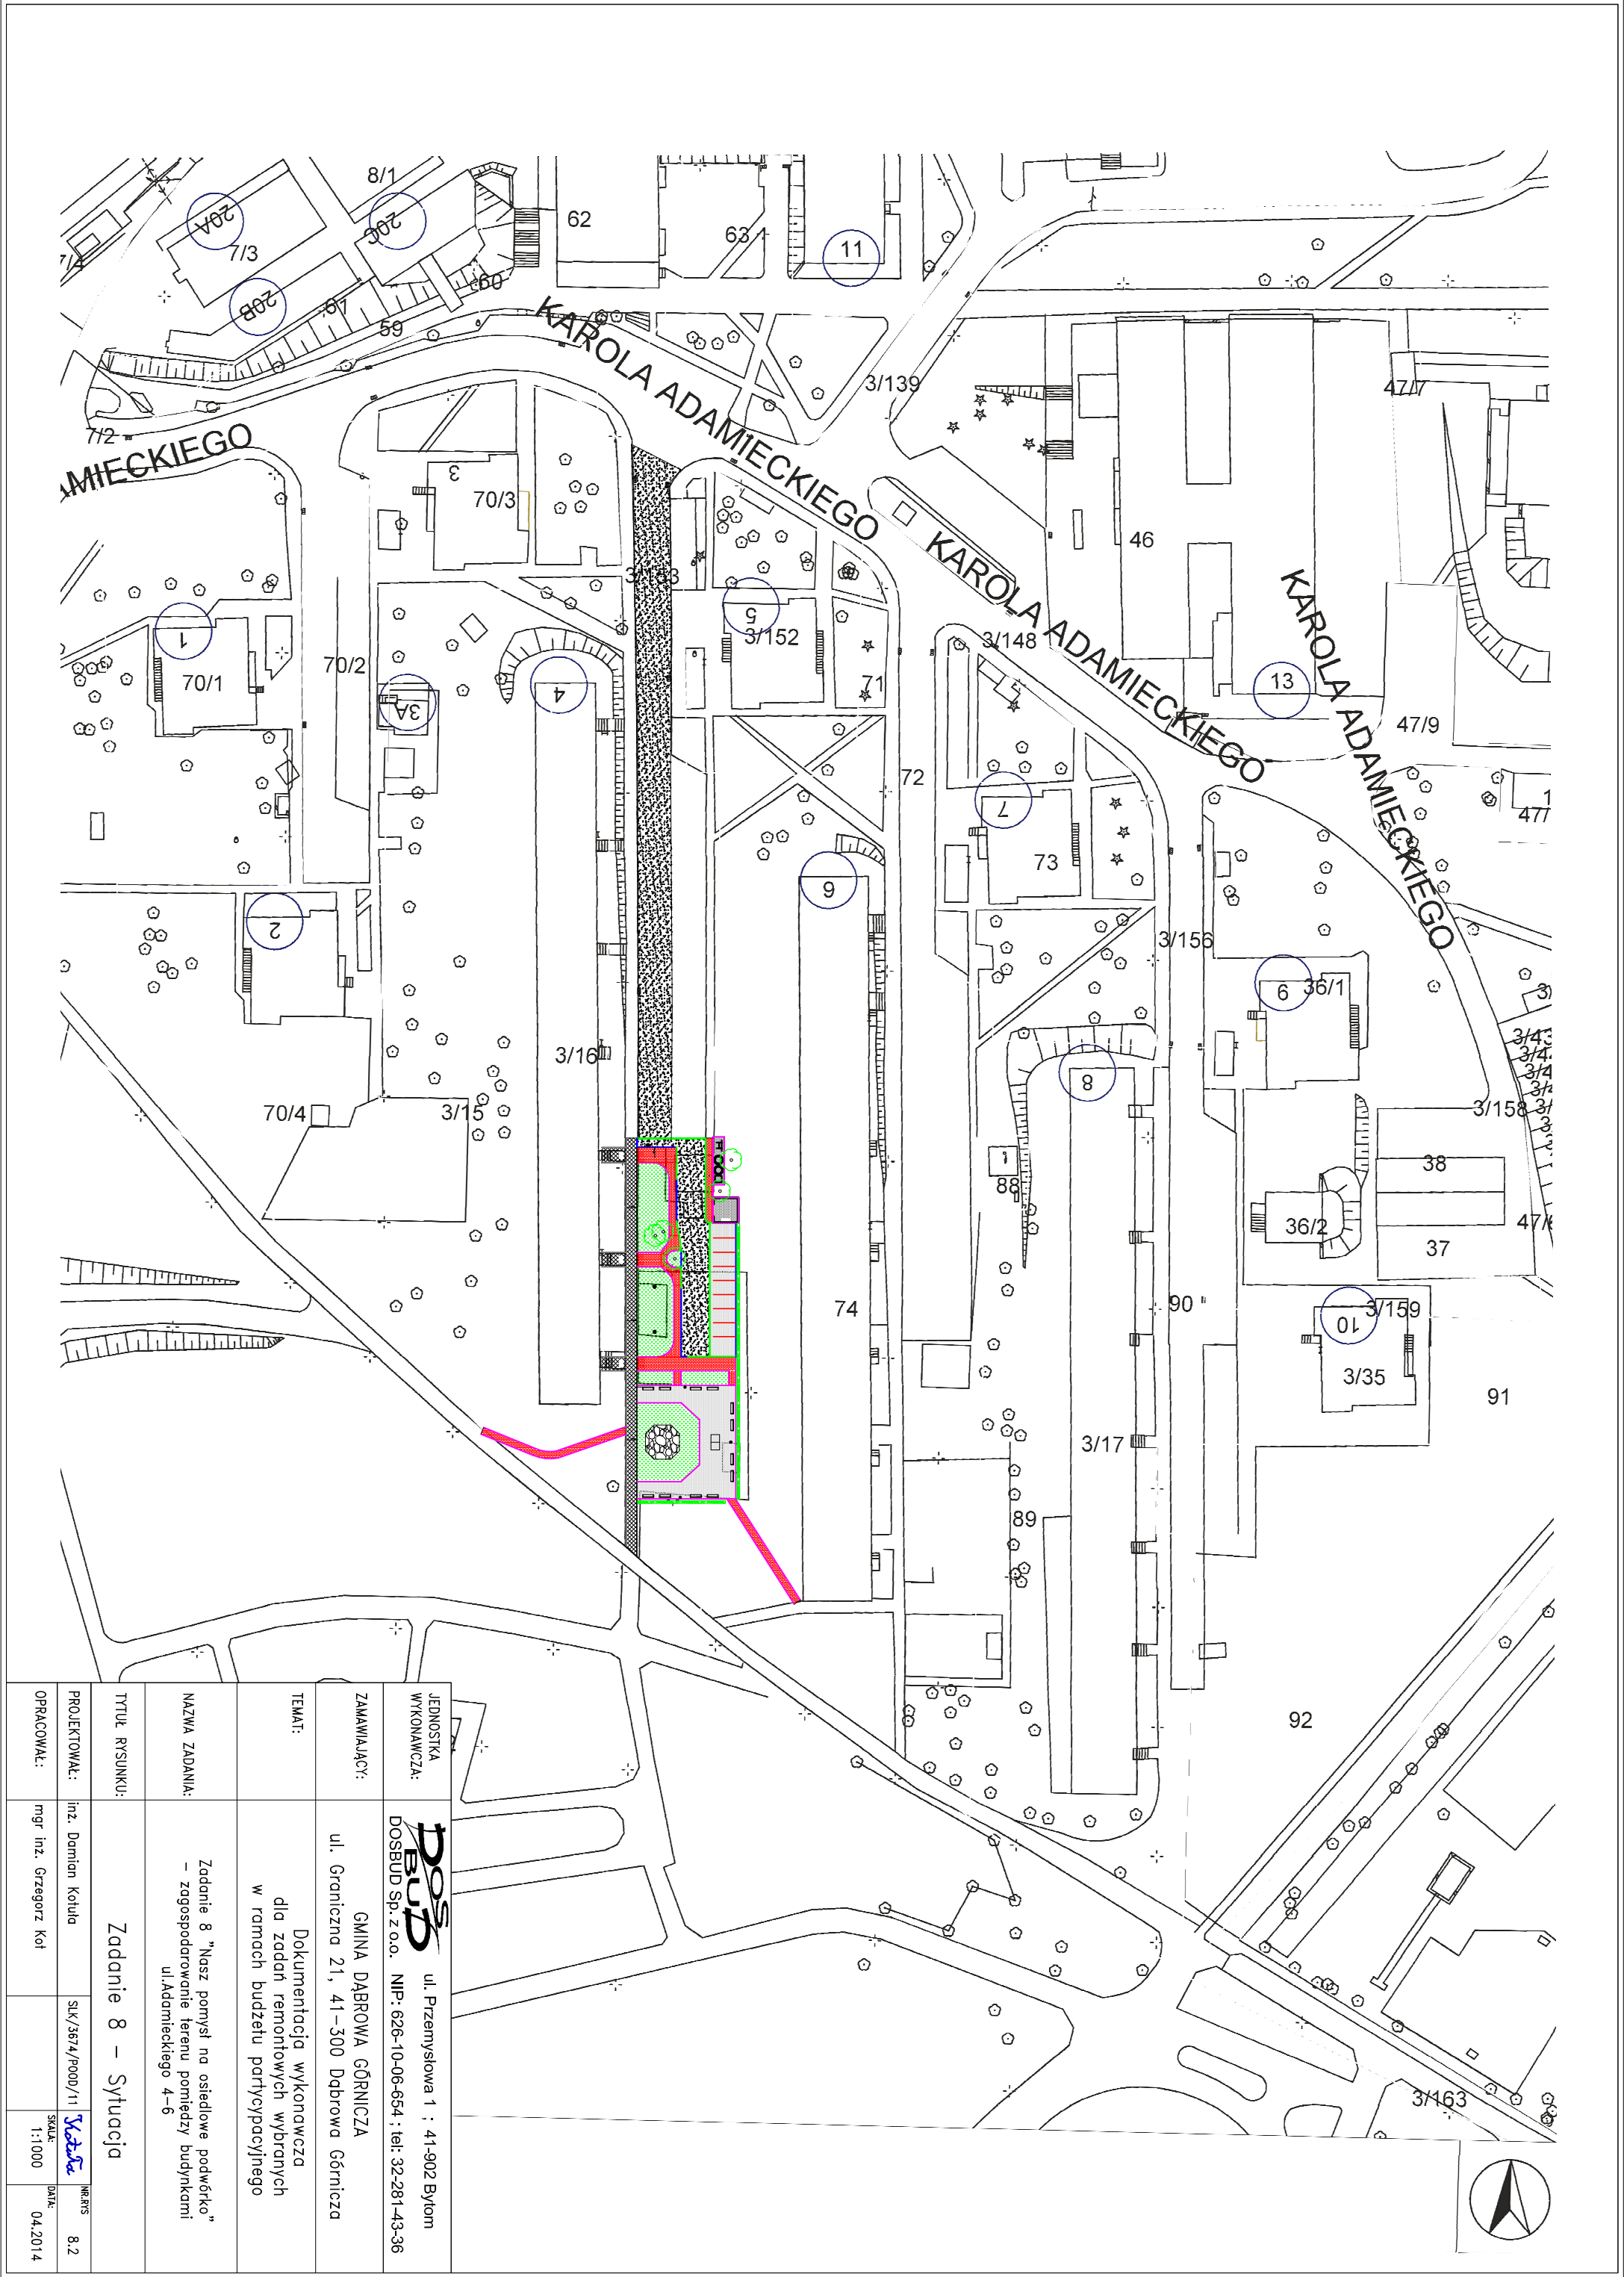 8/1
20A
20C
7/3
20B
61
60
59
7/2
62
63
11
KAROLA ADAMIECKIEGO
3/139
47/7
AMIECKIEGO
3
70/3
3/153
5
3/152
71
46
KAROLA ADAMIECKIEGO
KAROLA ADAMIECKIEGO
3/148
13
47/9
1
70/1
70/2
3A
4
72
7
73
6
2
3/156
9
36/1
3/16
8
70/4
3/15
3/43
3/158
38
88
36/2
37
74
90
10
3/159
3/35
91
3/17
89
92
3/163
JEDNOSTKA
WYKONAWCZA:
DOS
BUD
DOSBUD Sp. z o.o.
ul. Przemysłowa 1 ; 41-902 Bytom
NIP: 626-10-06-654 ; tel: 32-281-43-36
ZAMAWIAJĄCY:
GMINA DĄBROWA GÓRNICZA
ul. Graniczna 21, 41-300 Dąbrowa Górnicza
TEMAT:
Dokumentacja wykonawcza
dla zadań remontowych wybranych
w ramach budżetu partycypacyjnego
NAZWA ZADANIA:
Zadanie 8 "Nasz pomysł na osiedlowe podwórko"
- zagospodarowanie terenu pomiędzy budynkami
ul.Adamieckiego 4-6
TYTUŁ RYSUNKU:
Zadanie 8 - Sytuacja
PROJEKTOWAŁ:
inż. Damian Kotuła
SLK/3674/POOD/11
Kotuła
NR.RYS
8.2
OPRACOWAŁ:
mgr inż. Grzegorz Kot
SKALA:
1:1000
DATA:
04.2014